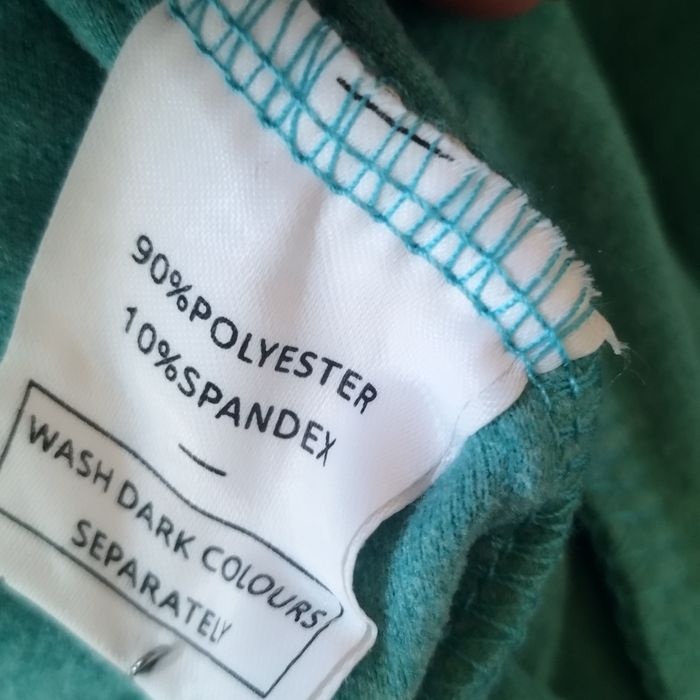 90%POLYESTER
10%SPANDEX
WASH DARK COLOURS
SEPARATELY